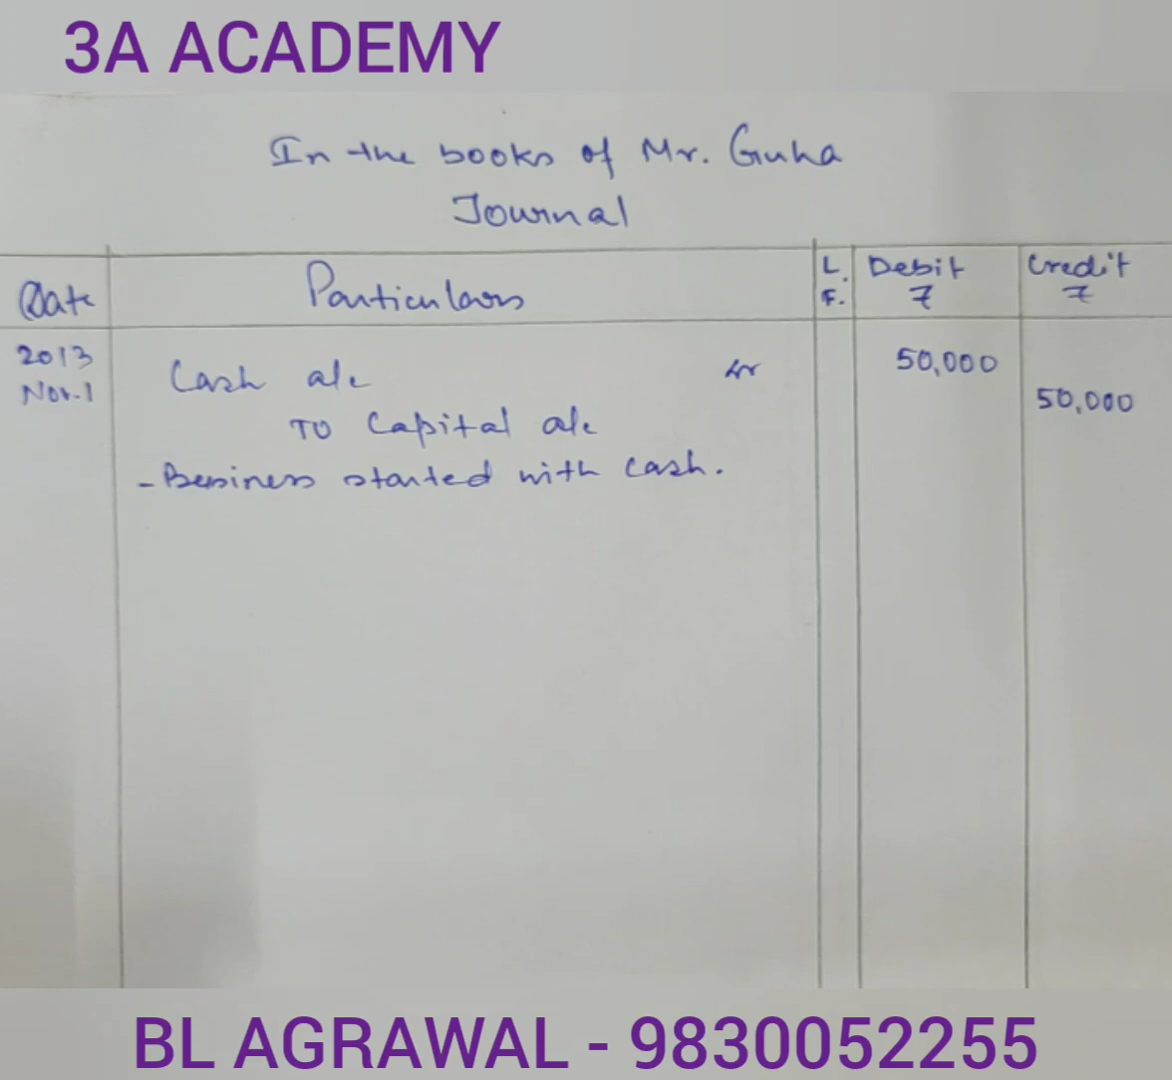 3A ACADEMY
In the books of Mr. Guha
Journal
Date Particulars L.F. Debit ₹ Credit ₹
2013
Nov. 1 Cash a/c Dr 50,000
To Capital a/c 50,000
- Business started with cash.
BL AGRAWAL - 9830052255